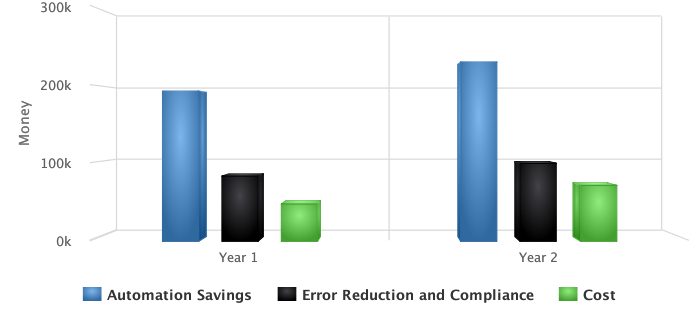 300k
200k
100k
0k
Money
Year 1
Year 2
Automation Savings
Error Reduction and Compliance
Cost